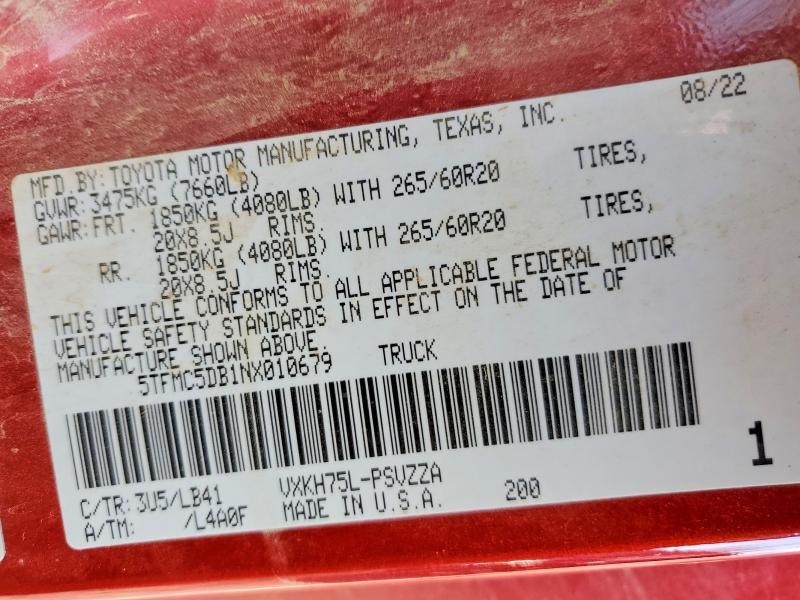 08/22
MFD.BY:TOYOTA MOTOR MANUFACTURING, TEXAS, INC.
GVWR:3475KG (7660LB)
GAWR:FRT. 1850KG (4080LB) WITH 265/60R20 TIRES,
20X8.5J RIMS.
RR. 1850KG (4080LB) WITH 265/60R20 TIRES,
20X8.5J RIMS.
THIS VEHICLE CONFORMS TO ALL APPLICABLE FEDERAL MOTOR
VEHICLE SAFETY STANDARDS IN EFFECT ON THE DATE OF
MANUFACTURE SHOWN ABOVE.
5TFMC5DB1NX010679 TRUCK
1
C/TR:3U5/LB41 VXKH75L-PSVZZA
A/TM: /L4A0F MADE IN U.S.A. 200